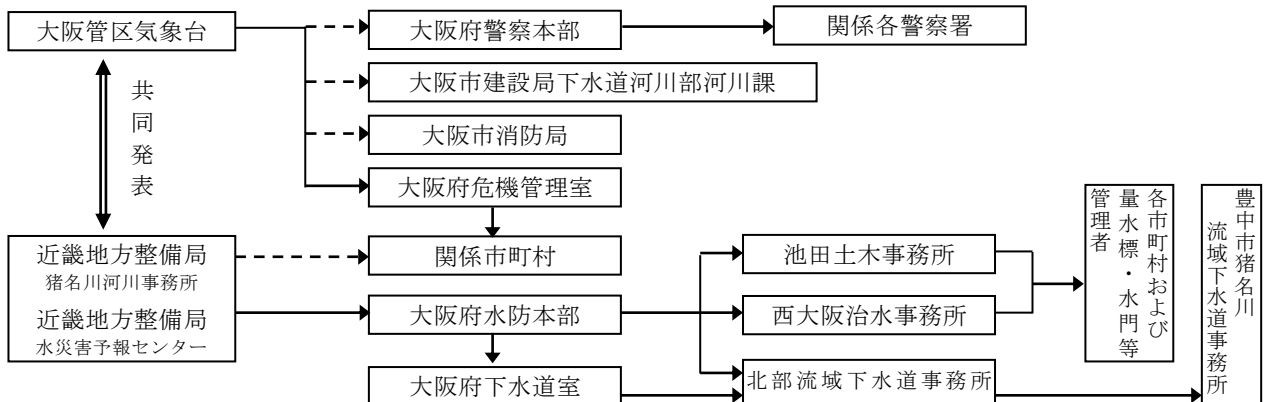 大阪管区気象台
大阪府警察本部
関係各警察署
大阪市建設局下水道河川部河川課
大阪市消防局
大阪府危機管理室
共同発表
近畿地方整備局
猪名川河川事務所
近畿地方整備局
水災害予報センター
関係市町村
大阪府水防本部
大阪府下水道室
池田土木事務所
西大阪治水事務所
北部流域下水道事務所
各市町村および
量水標・水門等
管理者
豊中市猪名川
流域下水道事務所